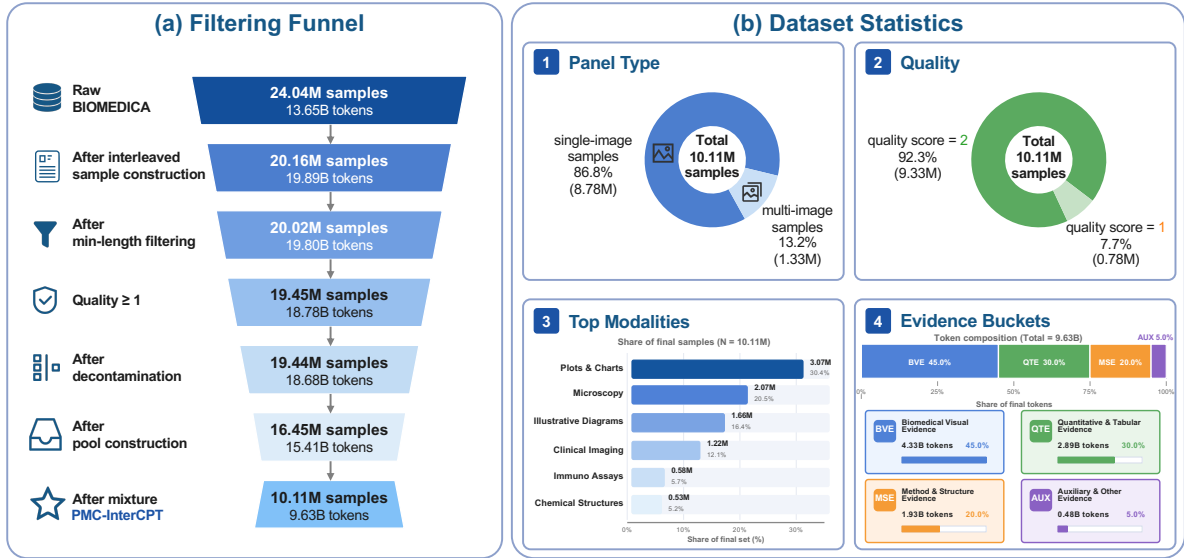 (a) Filtering Funnel
Raw
BIOMEDICA
24.04M samples
13.65B tokens
After interleaved
sample construction
20.16M samples
19.89B tokens
After
min-length filtering
20.02M samples
19.80B tokens
Quality ≥ 1
19.45M samples
18.78B tokens
After
decontamination
19.44M samples
18.68B tokens
After
pool construction
16.45M samples
15.41B tokens
After mixture
PMC-InterCPT
10.11M samples
9.63B tokens
(b) Dataset Statistics
1 Panel Type
single-image
samples
86.8%
(8.78M)
Total
10.11M
samples
multi-image
samples
13.2%
(1.33M)
2 Quality
quality score = 2
92.3%
(9.33M)
Total
10.11M
samples
quality score = 1
7.7%
(0.78M)
3 Top Modalities
Share of final samples (N = 10.11M)
Plots & Charts 3.07M
30.4%
Microscopy 2.07M
20.5%
Illustrative Diagrams 1.66M
16.4%
Clinical Imaging 1.22M
12.1%
Immuno Assays 0.58M
5.7%
Chemical Structures 0.53M
5.2%
0% 10% 20% 30%
Share of final set (%)
4 Evidence Buckets
Token composition (Total = 9.63B) AUX 5.0%
BVE 45.0% QTE 30.0% MSE 20.0%
0% 25% 50% 75% 100%
Share of final tokens
BVE
Biomedical Visual
Evidence
4.33B tokens 45.0%
QTE
Quantitative & Tabular
Evidence
2.89B tokens 30.0%
MSE
Method & Structure
Evidence
1.93B tokens 20.0%
AUX
Auxiliary & Other
Evidence
0.48B tokens 5.0%